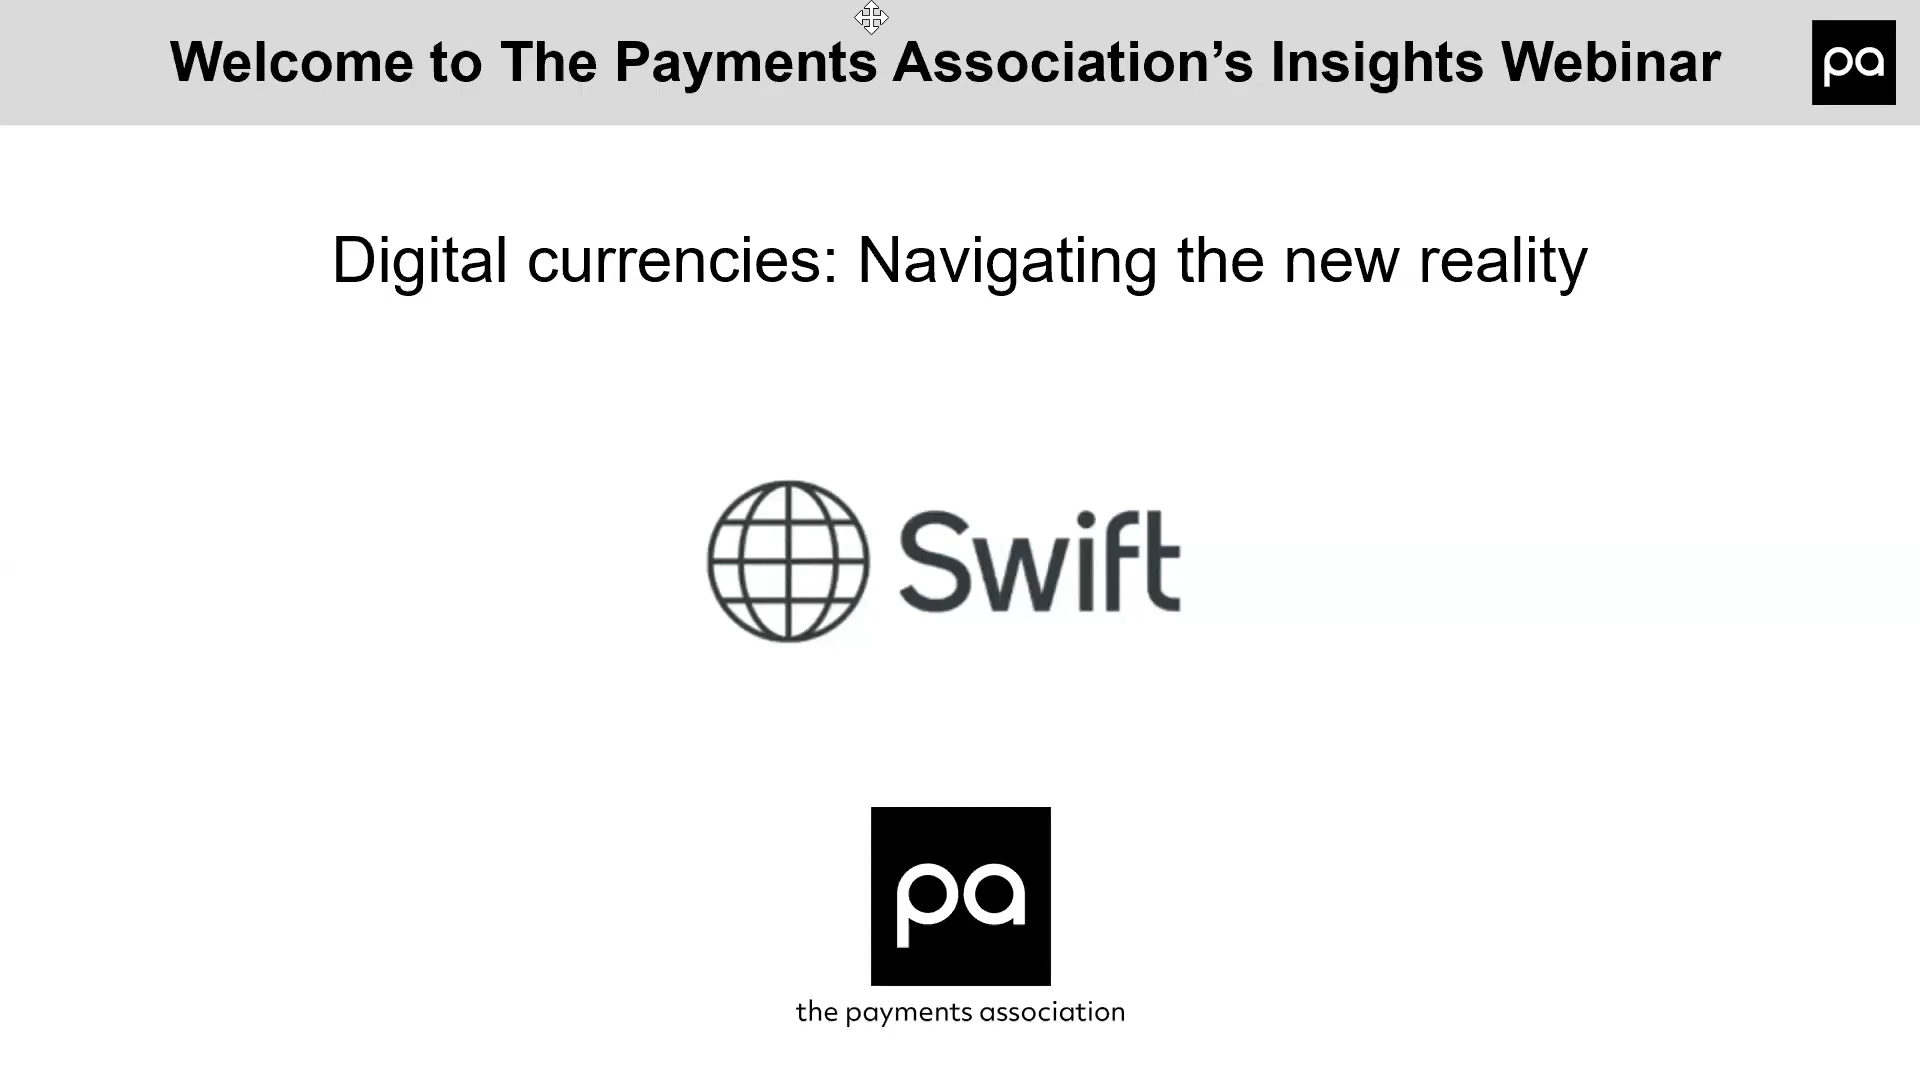 Welcome to The Payments Association’s Insights Webinar
pa
Digital currencies: Navigating the new reality
Swift
pa
the payments association